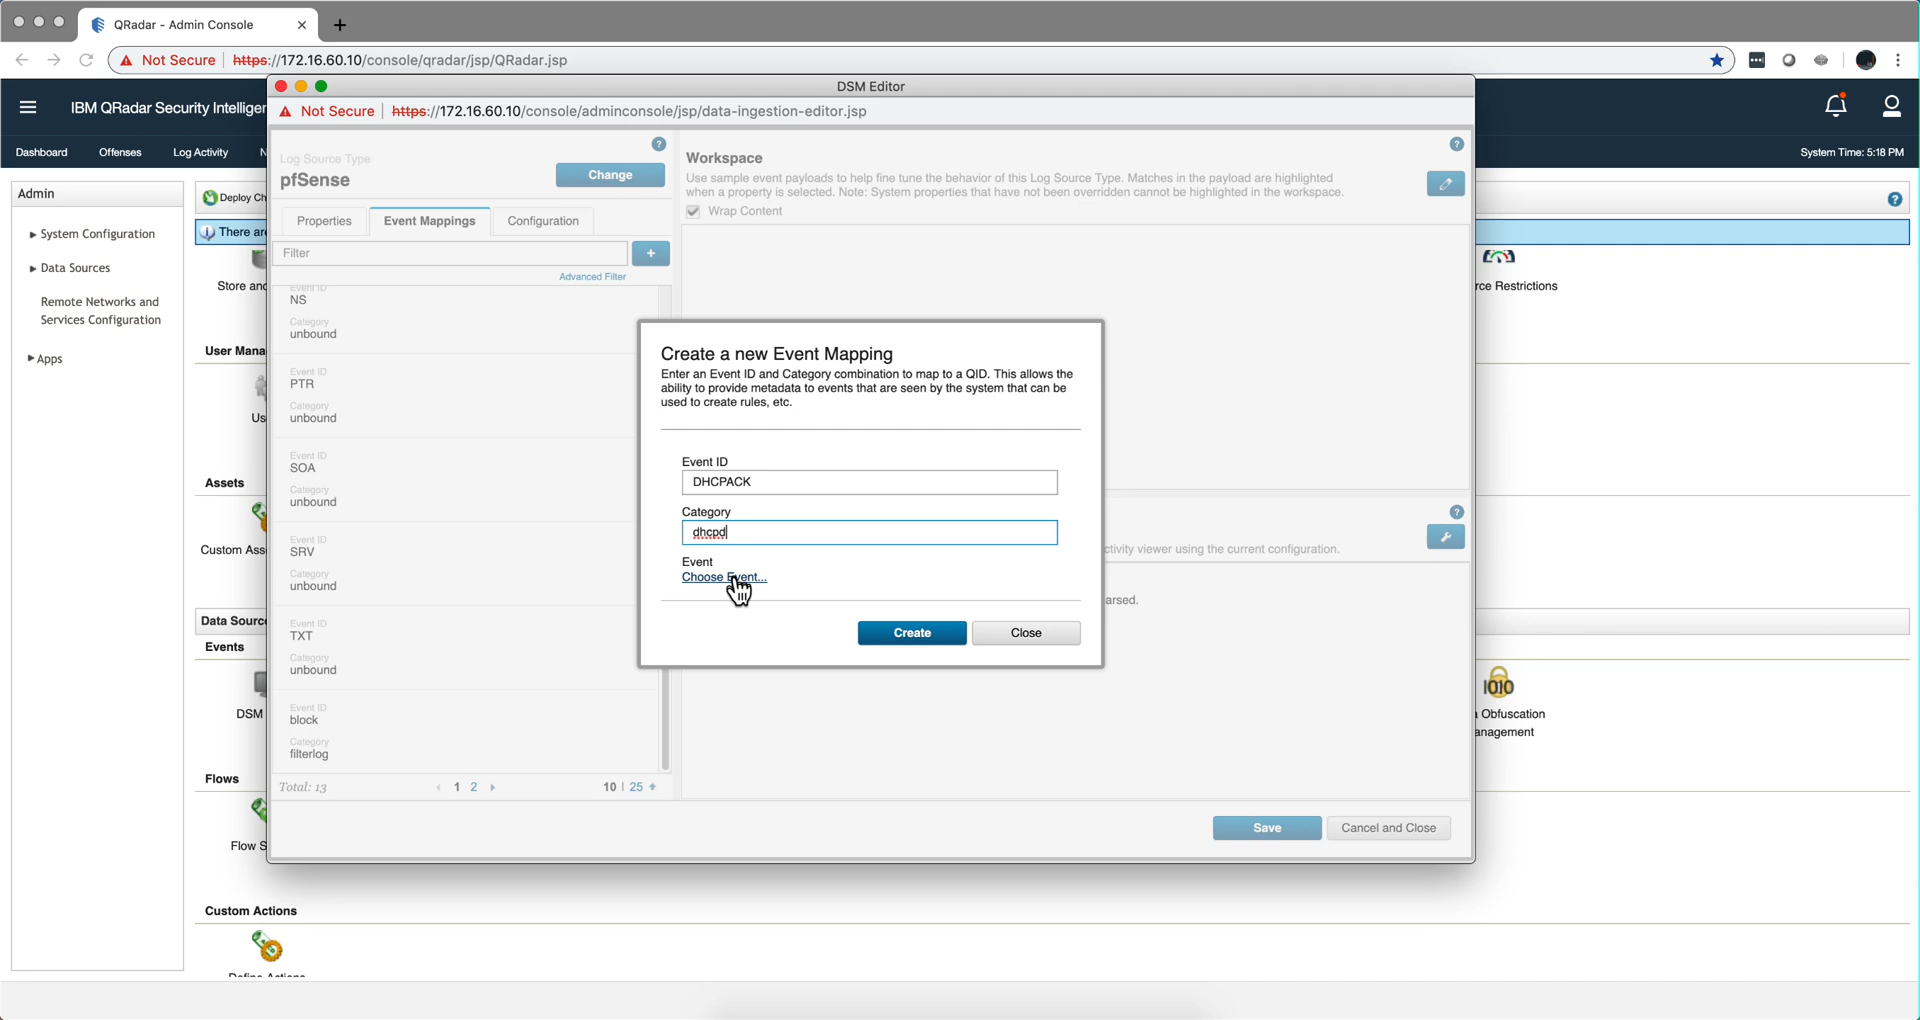 QRadar - Admin Console
Not Secure
https://172.16.60.10/console/qradar/jsp/QRadar.jsp
IBM QRadar Security Intelliger
Dashboard
Offenses
Log Activity
N
System Time: 5:18 PM
Admin
System Configuration
Data Sources
Remote Networks and
Services Configuration
Apps
Deploy Ch
There are
Store and
User Mana
Us
Assets
Custom Ass
Data Source
Events
DSM
Flows
Flow S
Custom Actions
Define Actions
rce Restrictions
Obfuscation
anagement
DSM Editor
Not Secure
https://172.16.60.10/console/adminconsole/jsp/data-ingestion-editor.jsp
Log Source Type
pfSense
Change
Properties
Event Mappings
Configuration
Filter
+
Advanced Filter
Event ID
NS
Category
unbound
Event ID
PTR
Category
unbound
Event ID
SOA
Category
unbound
Event ID
SRV
Category
unbound
Event ID
TXT
Category
unbound
Event ID
block
Category
filterlog
Total: 13
1 2
10 | 25
Workspace
Use sample event payloads to help fine tune the behavior of this Log Source Type. Matches in the payload are highlighted
when a property is selected. Note: System properties that have not been overridden cannot be highlighted in the workspace.
Wrap Content
ctivity viewer using the current configuration.
arsed.
Save
Cancel and Close
Create a new Event Mapping
Enter an Event ID and Category combination to map to a QID. This allows the
ability to provide metadata to events that are seen by the system that can be
used to create rules, etc.
Event ID
DHCPACK
Category
dhcpd
Event
Choose Event...
Create
Close